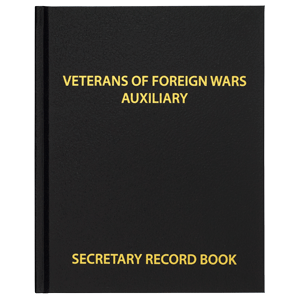 VETERANS OF FOREIGN WARS
AUXILIARY
SECRETARY RECORD BOOK